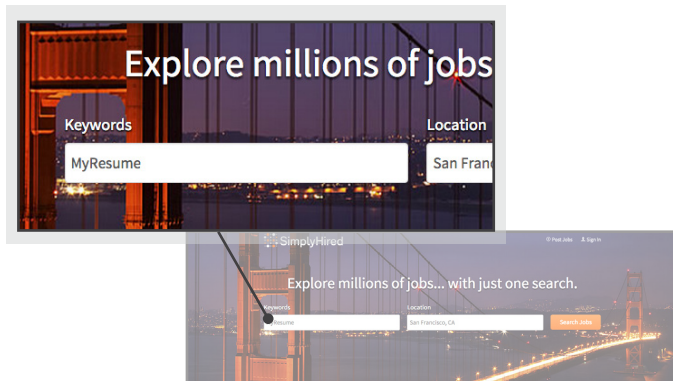 Explore millions of jobs
Keywords
Location
MyResume
San Fran
SimplyHired
Post Jobs
Sign In
Explore millions of jobs... with just one search.
Keywords
Location
Resume
San Francisco, CA
Search Jobs